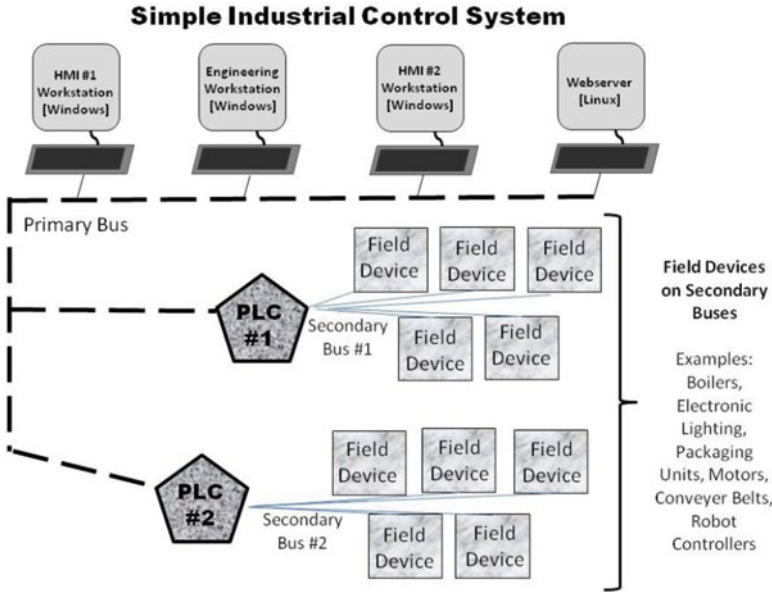 Simple Industrial Control System
HMI #1
Workstation
[Windows]
Engineering
Workstation
[Windows]
HMI #2
Workstation
[Windows]
Webserver
[Linux]
Primary Bus
PLC
#1
Secondary
Bus #1
Field
Device
Field
Device
Field
Device
Field
Device
Field
Device
PLC
#2
Secondary
Bus #2
Field
Device
Field
Device
Field
Device
Field
Device
Field
Device
Field Devices
on Secondary
Buses
Examples:
Boilers,
Electronic
Lighting,
Packaging
Units, Motors,
Conveyer Belts,
Robot
Controllers